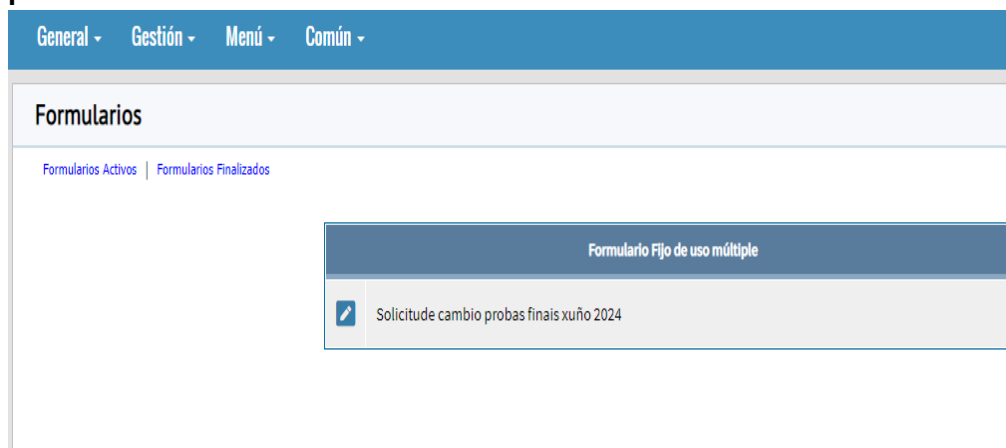 General Gestión Menú Común
Formularios
Formularios Activos | Formularios Finalizados
Formulario Fijo de uso múltiple
Solicitude cambio probas finais xuño 2024